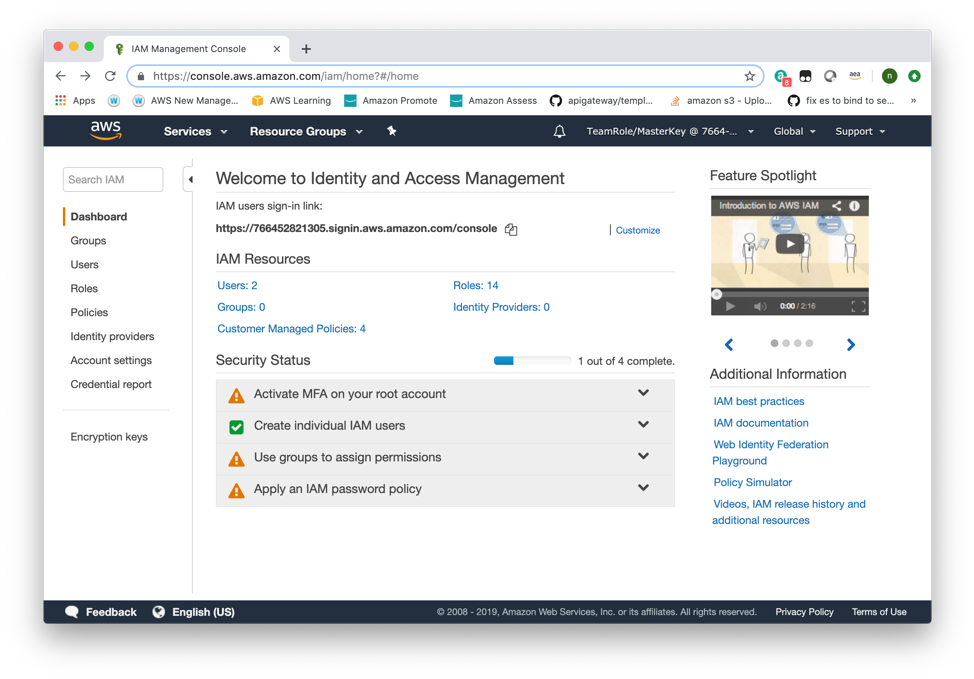 IAM Management Console
https://console.aws.amazon.com/iam/home?#/home
8
aea
n
Apps
AWS New Manage...
AWS Learning
Amazon Promote
Amazon Assess
apigateway/templ...
amazon s3 - Uplo...
fix es to bind to se...
»
aws
Services
Resource Groups
TeamRole/MasterKey @ 7664-...
Global
Support
Search IAM
Dashboard
Groups
Users
Roles
Policies
Identity providers
Account settings
Credential report
Encryption keys
Welcome to Identity and Access Management
IAM users sign-in link:
https://766452821305.signin.aws.amazon.com/console
Customize
IAM Resources
Users: 2
Roles: 14
Groups: 0
Identity Providers: 0
Customer Managed Policies: 4
Security Status
1 out of 4 complete.
Activate MFA on your root account
Create individual IAM users
Use groups to assign permissions
Apply an IAM password policy
Feature Spotlight
Introduction to AWS IAM
0:00 / 2:16
Additional Information
IAM best practices
IAM documentation
Web Identity Federation
Playground
Policy Simulator
Videos, IAM release history and
additional resources
Feedback
English (US)
© 2008 - 2019, Amazon Web Services, Inc. or its affiliates. All rights reserved.
Privacy Policy
Terms of Use